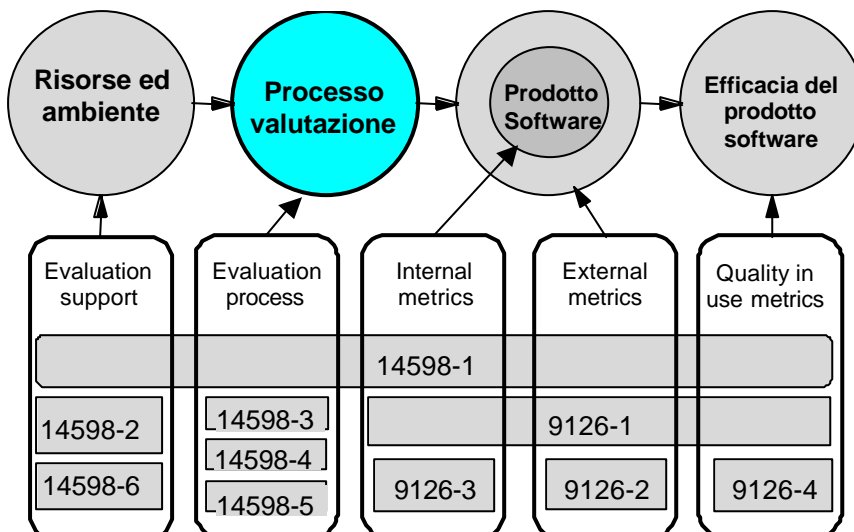 Risorse ed
ambiente
Processo
valutazione
Prodotto
Software
Efficacia del
prodotto
software
Evaluation
support
Evaluation
process
Internal
metrics
External
metrics
Quality in
use metrics
14598-1
14598-2
14598-3
9126-1
14598-4
14598-6
14598-5
9126-3
9126-2
9126-4